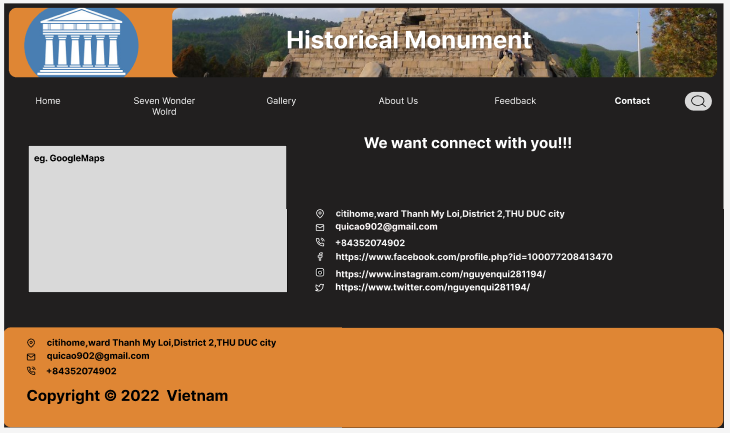 Historical Monument
Home
Seven Wonder
Wolrd
Gallery
About Us
Feedback
Contact
We want connect with you!!!
eg. GoogleMaps
citihome,ward Thanh My Loi,District 2,THU DUC city
quicao902@gmail.com
+84352074902
https://www.facebook.com/profile.php?id=100077208413470
https://www.instagram.com/nguyenqui281194/
https://www.twitter.com/nguyenqui281194/
citihome,ward Thanh My Loi,District 2,THU DUC city
quicao902@gmail.com
+84352074902
Copyright © 2022 Vietnam